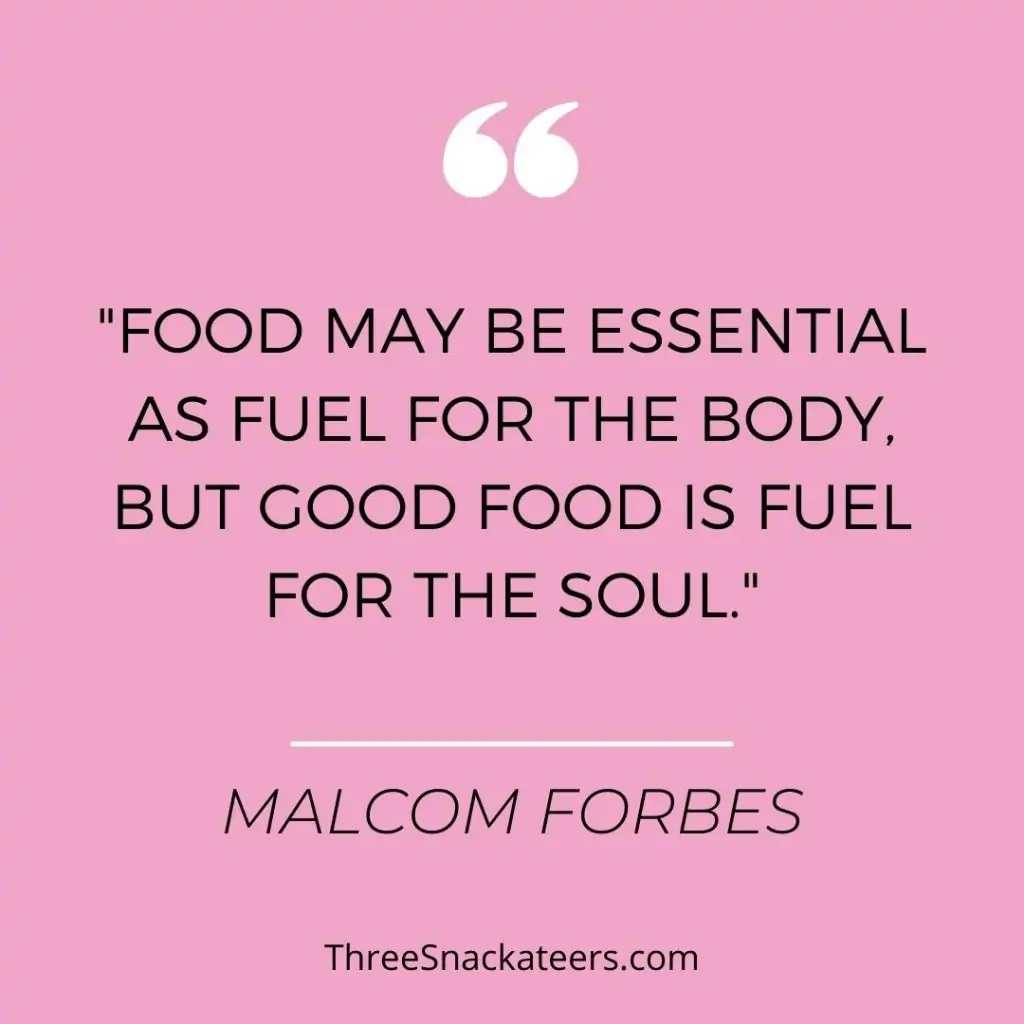 "FOOD MAY BE ESSENTIAL
AS FUEL FOR THE BODY,
BUT GOOD FOOD IS FUEL
FOR THE SOUL."
MALCOM FORBES
ThreeSnackateers.com